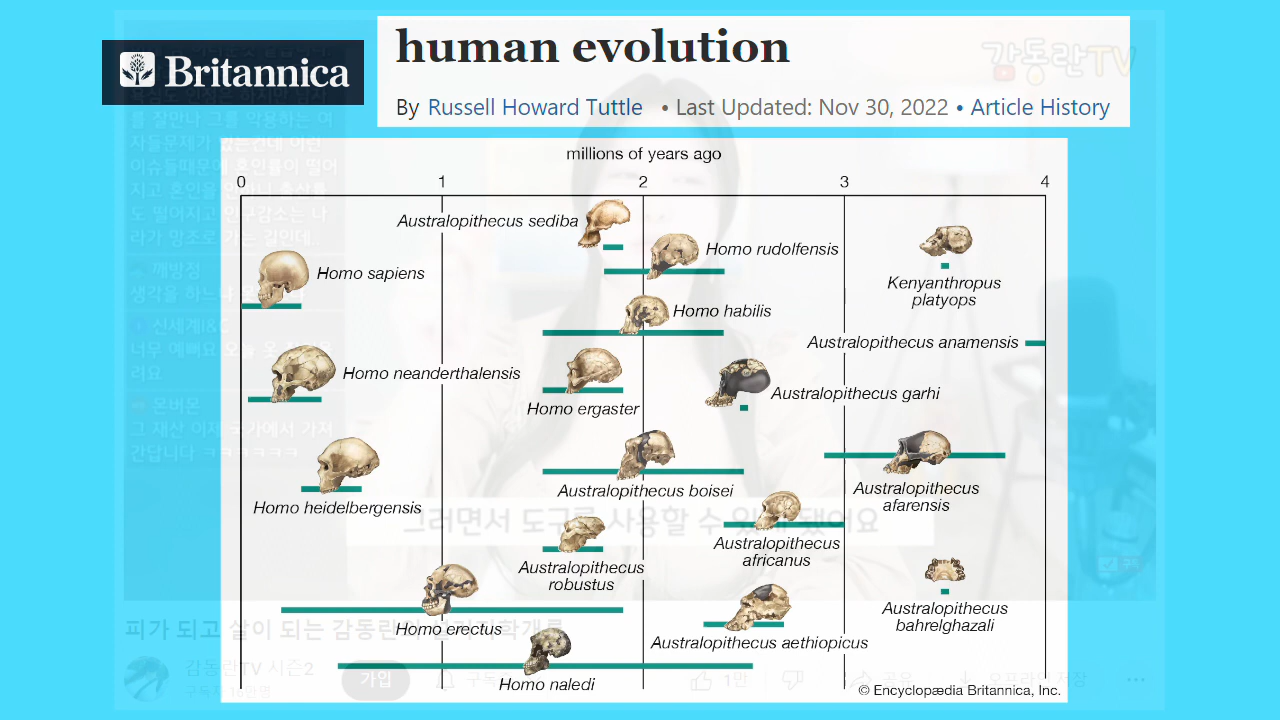 Britannica
human evolution
By Russell Howard Tuttle • Last Updated: Nov 30, 2022 • Article History
감동란TV
millions of years ago
0 1 2 3 4
Australopithecus sediba
Homo rudolfensis
Homo sapiens
Kenyanthropus
platyops
Homo habilis
Australopithecus anamensis
Homo neanderthalensis
Australopithecus garhi
Homo ergaster
Australopithecus boisei
Australopithecus
afarensis
Homo heidelbergensis
그러면서 도구를 사용할 수 있게 됐어요
Australopithecus
africanus
Australopithecus
robustus
Australopithecus
bahrelghazali
Homo erectus
Australopithecus aethiopicus
Homo naledi
© Encyclopædia Britannica, Inc.
피가 되고 살이 되는 감동란의
감동란TV 시즌2
가입
1만
공유
오프라인 저장